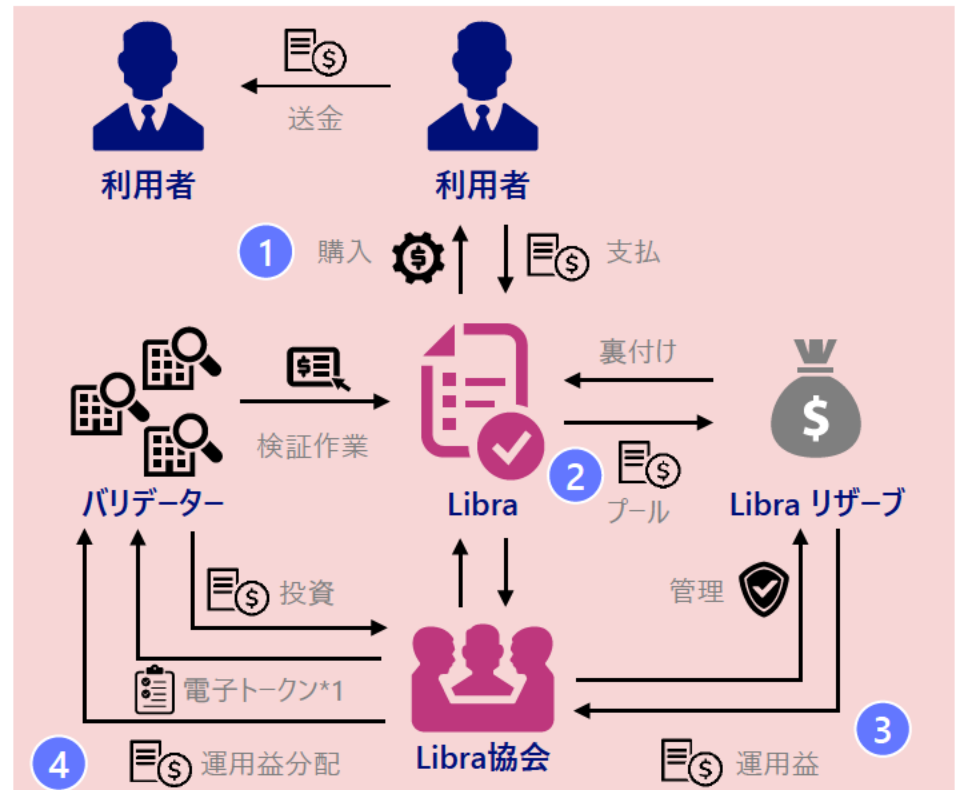 送金
利用者
利用者
1
購入
支払
裏付け
検証作業
2
プール
バリデーター
Libra
Libra リザーブ
投資
管理
電子トークン*1
3
4
運用益分配
Libra協会
運用益